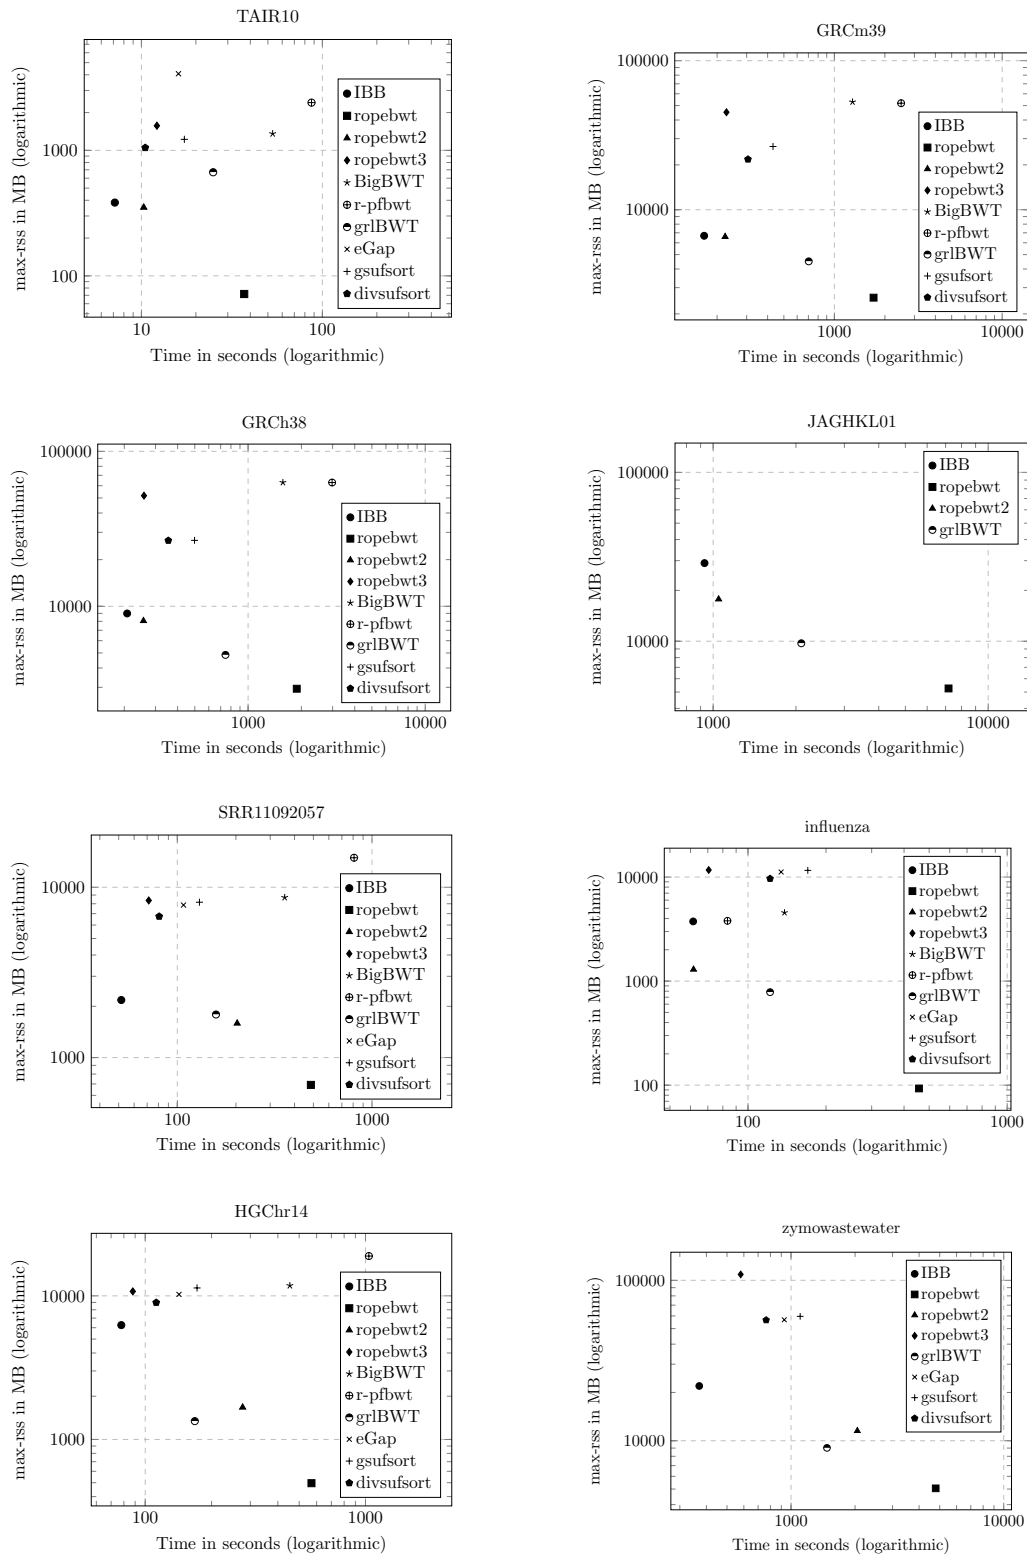 TAIR10
max-rss in MB (logarithmic)
1000
100
10
100
Time in seconds (logarithmic)
IBB
ropebwt
ropebwt2
ropebwt3
BigBWT
r-pfbwt
grlBWT
eGap
gsufsort
divsufsort
GRCm39
max-rss in MB (logarithmic)
100000
10000
1000
10000
Time in seconds (logarithmic)
IBB
ropebwt
ropebwt2
ropebwt3
BigBWT
r-pfbwt
grlBWT
gsufsort
divsufsort
GRCh38
max-rss in MB (logarithmic)
100000
10000
1000
10000
Time in seconds (logarithmic)
IBB
ropebwt
ropebwt2
ropebwt3
BigBWT
r-pfbwt
grlBWT
gsufsort
divsufsort
JAGHKL01
max-rss in MB (logarithmic)
100000
10000
1000
10000
Time in seconds (logarithmic)
IBB
ropebwt
ropebwt2
grlBWT
SRR11092057
max-rss in MB (logarithmic)
10000
1000
100
1000
Time in seconds (logarithmic)
IBB
ropebwt
ropebwt2
ropebwt3
BigBWT
r-pfbwt
grlBWT
eGap
gsufsort
divsufsort
influenza
max-rss in MB (logarithmic)
10000
1000
100
100
1000
Time in seconds (logarithmic)
IBB
ropebwt
ropebwt2
ropebwt3
BigBWT
r-pfbwt
grlBWT
eGap
gsufsort
divsufsort
HGChr14
max-rss in MB (logarithmic)
10000
1000
100
1000
Time in seconds (logarithmic)
IBB
ropebwt
ropebwt2
ropebwt3
BigBWT
r-pfbwt
grlBWT
eGap
gsufsort
divsufsort
zymowastewater
max-rss in MB (logarithmic)
100000
10000
1000
10000
Time in seconds (logarithmic)
IBB
ropebwt
ropebwt2
ropebwt3
grlBWT
eGap
gsufsort
divsufsort